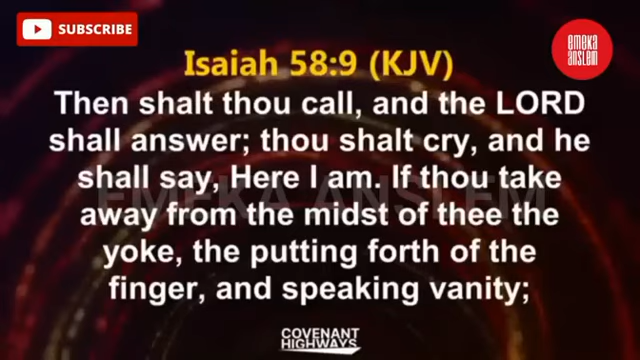 SUBSCRIBE
emeka
anslem
Isaiah 58:9 (KJV)
Then shalt thou call, and the LORD
shall answer; thou shalt cry, and he
shall say, Here I am. If thou take
away from the midst of thee the
yoke, the putting forth of the
finger, and speaking vanity;
EMEKA ANSLEM
COVENANT
HIGHWAYS